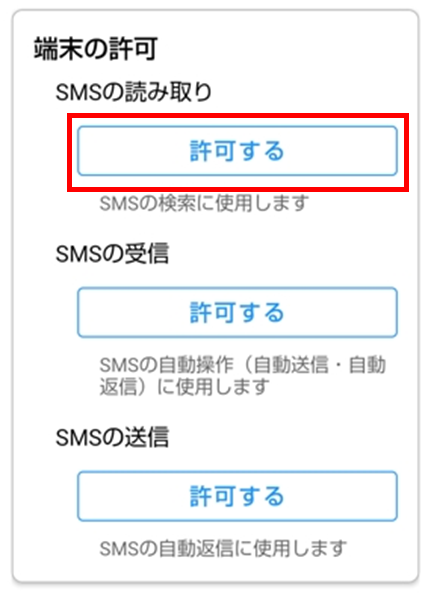 端末の許可
SMSの読み取り
許可する
SMSの検索に使用します
SMSの受信
許可する
SMSの自動操作（自動送信・自動
返信）に使用します
SMSの送信
許可する
SMSの自動返信に使用します